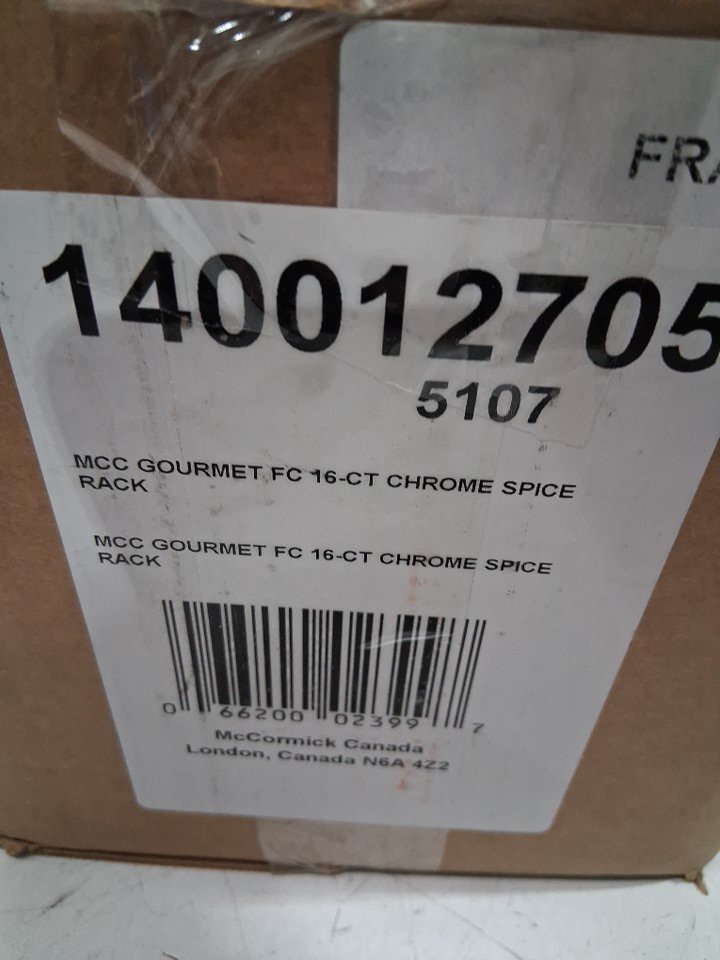 FRA
140012705
5107
MCC GOURMET FC 16-CT CHROME SPICE
RACK
MCC GOURMET FC 16-CT CHROME SPICE
RACK
0 66200 02399 7
McCormick Canada
London, Canada N6A 4Z2